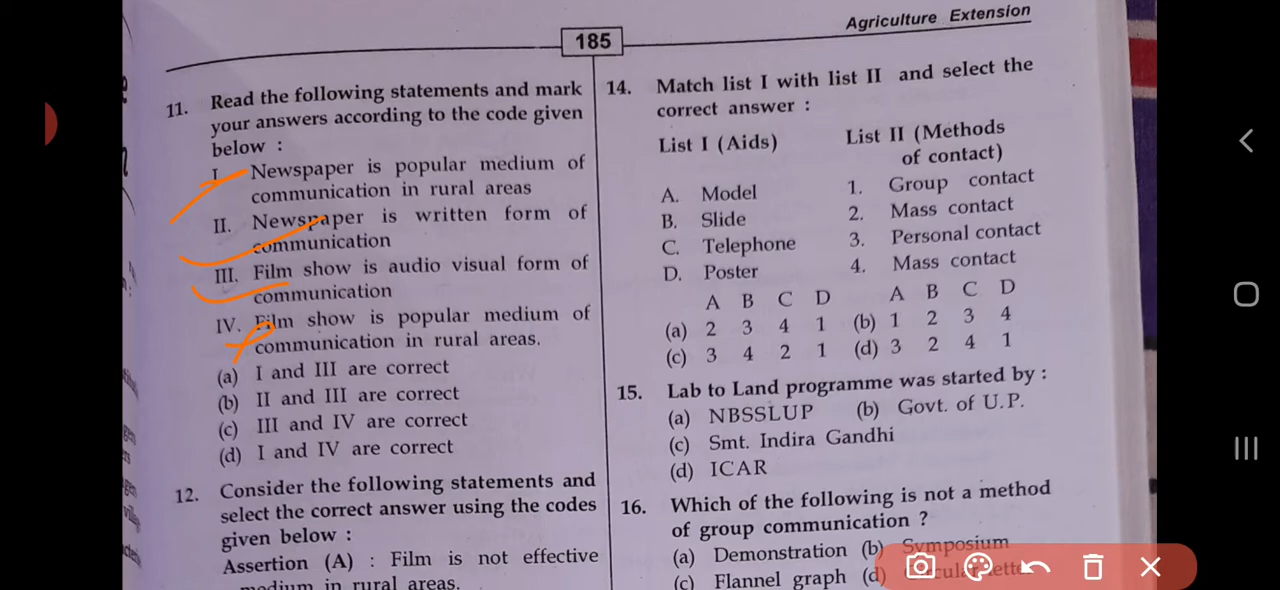 Agriculture Extension
185
11. Read the following statements and mark
your answers according to the code given
below :
I. Newspaper is popular medium of
communication in rural areas
II. Newspaper is written form of
communication
III. Film show is audio visual form of
communication
IV. Film show is popular medium of
communication in rural areas.
(a) I and III are correct
(b) II and III are correct
(c) III and IV are correct
(d) I and IV are correct
12. Consider the following statements and
select the correct answer using the codes
given below :
Assertion (A) : Film is not effective
medium in rural areas.
14. Match list I with list II and select the
correct answer :
List I (Aids) List II (Methods
of contact)
A. Model 1. Group contact
B. Slide 2. Mass contact
C. Telephone 3. Personal contact
D. Poster 4. Mass contact
A B C D A B C D
(a) 2 3 4 1 (b) 1 2 3 4
(c) 3 4 2 1 (d) 3 2 4 1
15. Lab to Land programme was started by :
(a) NBSSLUP (b) Govt. of U.P.
(c) Smt. Indira Gandhi
(d) ICAR
16. Which of the following is not a method
of group communication ?
(a) Demonstration (b) Symposium
(c) Flannel graph (d)